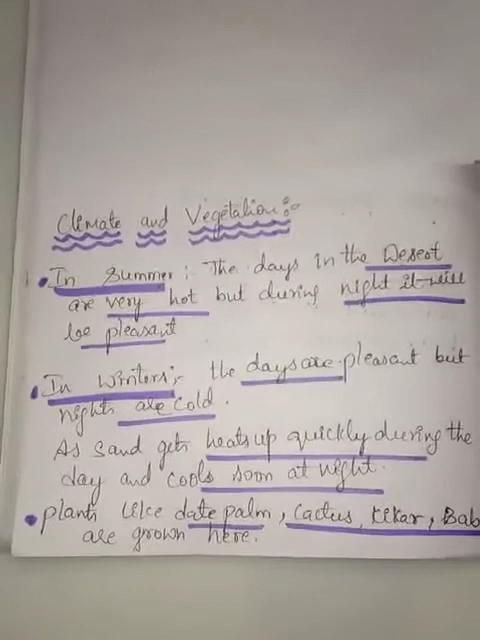 Climate and Vegetation:-
• In Summer: The days in the Desert
are very hot but during night it will
be pleasant
• In Winters:- the days are pleasant but
nights are cold.
As Sand gets heats up quickly during the
day and cools soon at night.
• plants like date palm, Cactus, Kikar, Bab
are grown here.